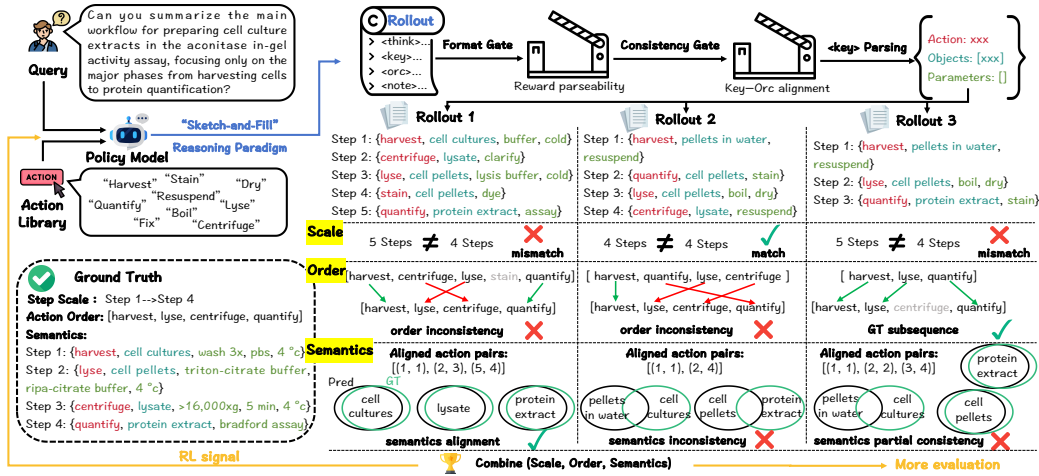 Can you summarize the main
workflow for preparing cell culture
extracts in the aconitase in-gel
activity assay, focusing only on the
major phases from harvesting cells
to protein quantification?
Query
"Sketch-and-Fill"
Reasoning Paradigm
Policy Model
ACTION
Action
Library
"Harvest" "Stain" "Dry"
"Quantify" "Resuspend" "Lyse"
"Boil"
"Fix" "Centrifuge"
Ground Truth
Step Scale : Step 1-->Step 4
Action Order: [harvest, lyse, centrifuge, quantify]
Semantics:
Step 1: {harvest, cell cultures, wash 3x, pbs, 4 °c}
Step 2: {lyse, cell pellets, triton-citrate buffer,
ripa-citrate buffer, 4 °c}
Step 3: {centrifuge, lysate, >16,000xg, 5 min, 4 °c}
Step 4: {quantify, protein extract, bradford assay}
RL signal
C Rollout
<think>...
<key>...
<orc>...
<note>...
Format Gate
Reward parseability
Consistency Gate
Key-Orc alignment
<key> Parsing
Action: xxx
Objects: [xxx]
Parameters: []
Rollout 1
Step 1: {harvest, cell cultures, buffer, cold}
Step 2: {centrifuge, lysate, clarify}
Step 3: {lyse, cell pellets, lysis buffer, cold}
Step 4: {stain, cell pellets, dye}
Step 5: {quantify, protein extract, assay}
Rollout 2
Step 1: {harvest, pellets in water,
resuspend}
Step 2: {quantify, cell pellets, stain}
Step 3: {lyse, cell pellets, boil, dry}
Step 4: {centrifuge, lysate, resuspend}
Rollout 3
Step 1: {harvest, pellets in water,
resuspend}
Step 2: {lyse, cell pellets, boil, dry}
Step 3: {quantify, protein extract, stain}
Scale
5 Steps ≠ 4 Steps
mismatch
4 Steps ≠ 4 Steps
match
5 Steps ≠ 4 Steps
mismatch
Order
[harvest, centrifuge, lyse, stain, quantify]
[harvest, lyse, centrifuge, quantify]
order inconsistency
[ harvest, quantify, lyse, centrifuge ]
[harvest, lyse, centrifuge, quantify]
order inconsistency
[ harvest, lyse, quantify]
[harvest, lyse, centrifuge, quantify]
GT subsequence
Semantics
Aligned action pairs:
[(1, 1), (2, 3), (5, 4)]
Pred GT
cell
cultures
lysate
protein
extract
semantics alignment
Aligned action pairs:
[(1, 1), (2, 4)]
pellets
in water
cell
cultures
cell
pellets
protein
extract
semantics inconsistency
Aligned action pairs:
[(1, 1), (2, 2), (3, 4)]
protein
extract
pellets
in water
cell
cultures
cell
pellets
semantics partial consistency
Combine (Scale, Order, Semantics)
More evaluation